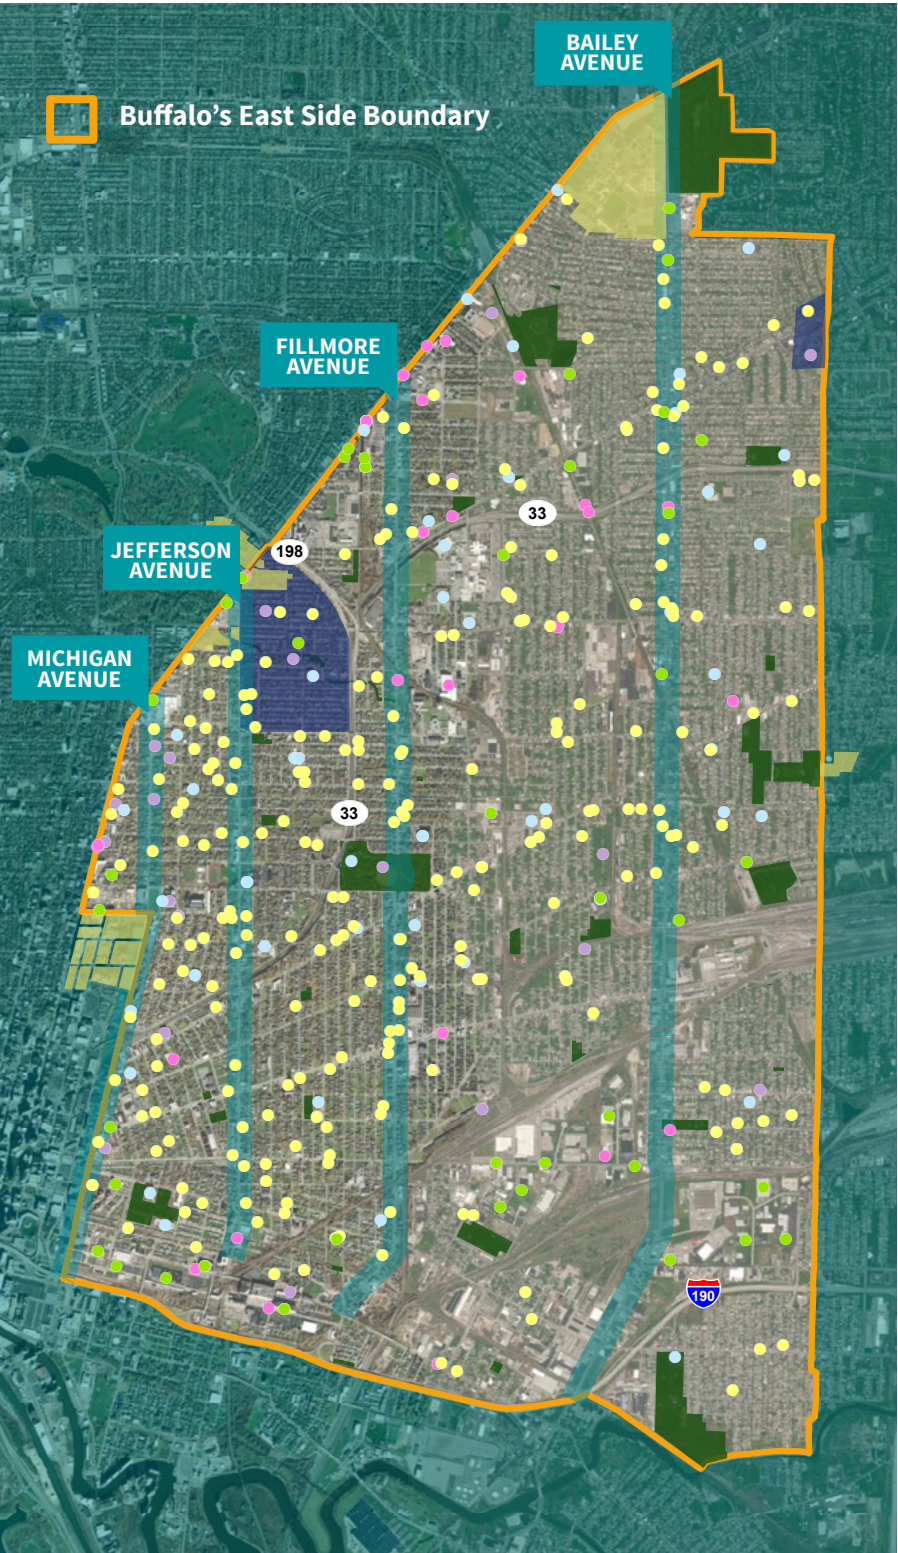 BAILEY
AVENUE
Buffalo's East Side Boundary
FILLMORE
AVENUE
33
JEFFERSON
AVENUE
198
MICHIGAN
AVENUE
33
190